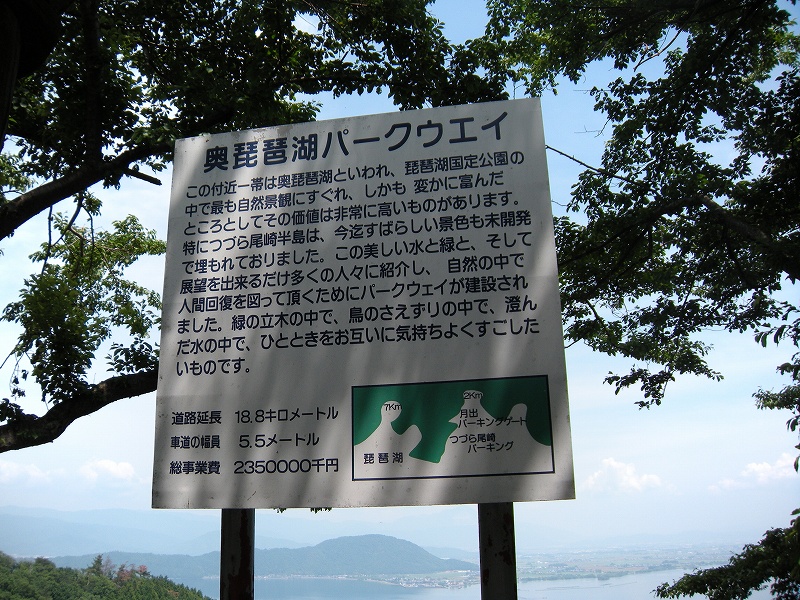 奥琵琶湖パークウエイ
この付近一帯は奥琵琶湖といわれ、琵琶湖国定公園の
中で最も自然景観にすぐれ、しかも 変かに富んだ
ところとしてその価値は非常に高いものがあります。
特につづら尾崎半島は、今迄すばらしい景色も未開発
で埋もれておりました。この美しい水と緑と、そして
展望を出来るだけ多くの人々に紹介し、 自然の中で
人間回復を図って頂くためにパークウェイが建設され
ました。緑の立木の中で、鳥のさえずりの中で、澄ん
だ水の中で、ひとときをお互いに気持ちよくすごした
いものです。
道路延長 18.8キロメートル
車道の幅員 5.5メートル
総事業費 2350000千円
7Km
2Km
月出
パーキングゲート
つづら尾崎
パーキング
琵琶湖